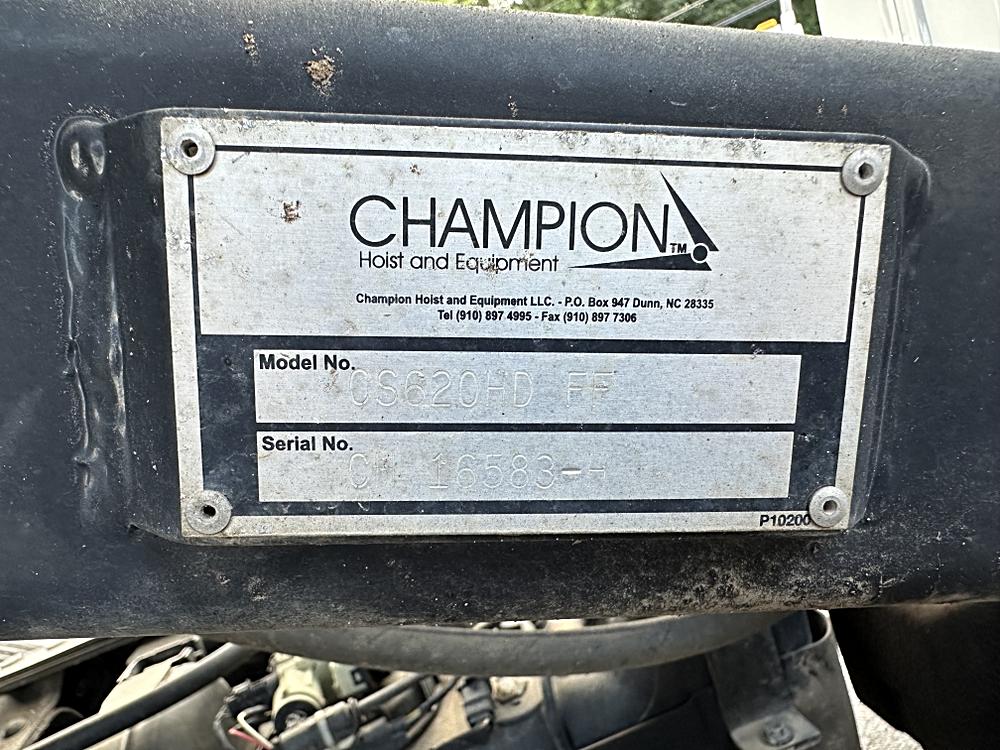 CHAMPION TM
Hoist and Equipment
Champion Hoist and Equipment LLC. - P.O. Box 947 Dunn, NC 28335
Tel (910) 897 4995 - Fax (910) 897 7306
Model No.
CS620HD FF
Serial No.
16583-H
P10200